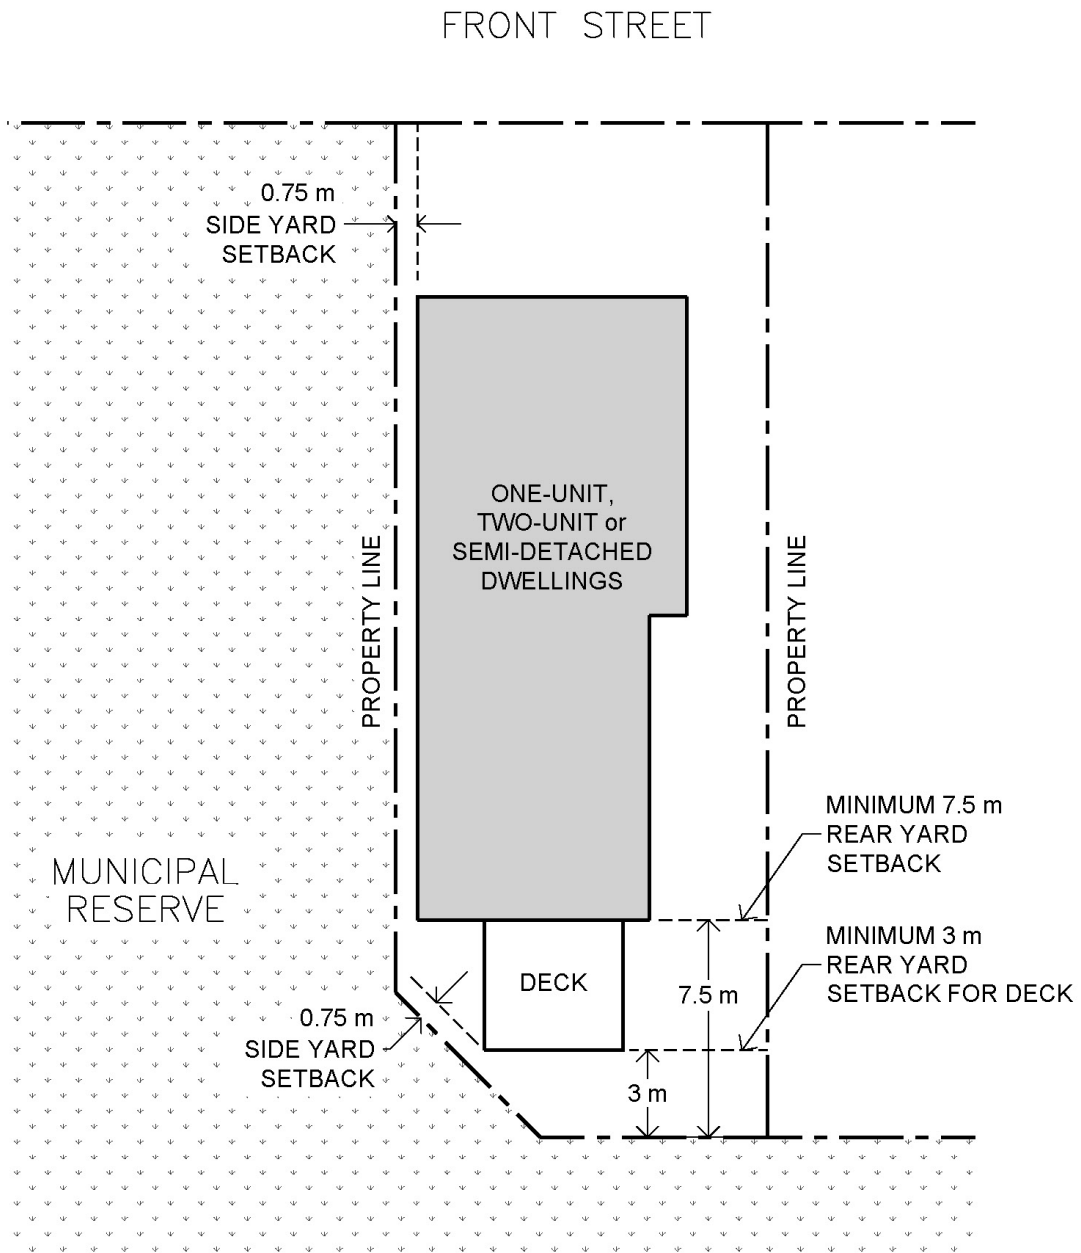 FRONT STREET
0.75 m
SIDE YARD
SETBACK
ONE-UNIT,
TWO-UNIT or
SEMI-DETACHED
DWELLINGS
PROPERTY LINE
PROPERTY LINE
MINIMUM 7.5 m
REAR YARD
SETBACK
MUNICIPAL
RESERVE
MINIMUM 3 m
REAR YARD
SETBACK FOR DECK
DECK
7.5 m
0.75 m
SIDE YARD
SETBACK
3 m